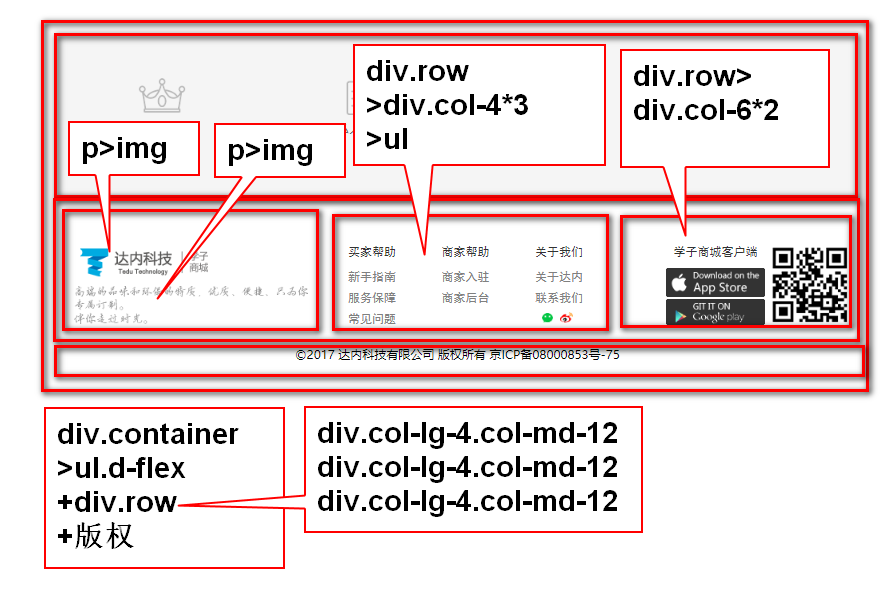 div.row
>div.col-4*3
>ul
div.row>
div.col-6*2
p>img
p>img
达内科技
Tedu Technology
学子
商城
高端的品味和环保的特质、优质、便捷、只为你
专属订制。
伴你走过时光。
买家帮助
新手指南
服务保障
常见问题
商家帮助
商家入驻
商家后台
关于我们
关于达内
联系我们
学子商城客户端
Download on the
App Store
GIT IT ON
Google play
©2017 达内科技有限公司 版权所有 京ICP备08000853号-75
div.container
>ul.d-flex
+div.row
+版权
div.col-lg-4.col-md-12
div.col-lg-4.col-md-12
div.col-lg-4.col-md-12